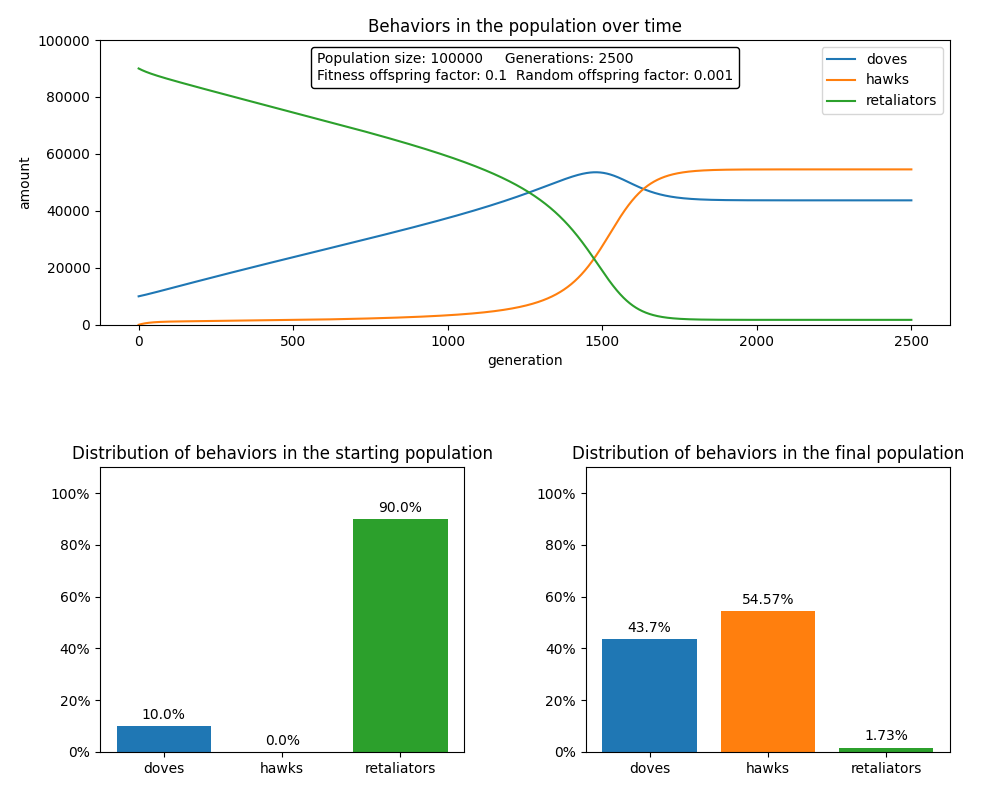 Behaviors in the population over time
Population size: 100000     Generations: 2500
Fitness offspring factor: 0.1  Random offspring factor: 0.001
doves
hawks
retaliators
100000
80000
60000
40000
20000
0
amount
0 500 1000 1500 2000 2500
generation
Distribution of behaviors in the starting population
100%
80%
60%
40%
20%
0%
10.0%
0.0%
90.0%
doves hawks retaliators
Distribution of behaviors in the final population
100%
80%
60%
40%
20%
0%
43.7%
54.57%
1.73%
doves hawks retaliators